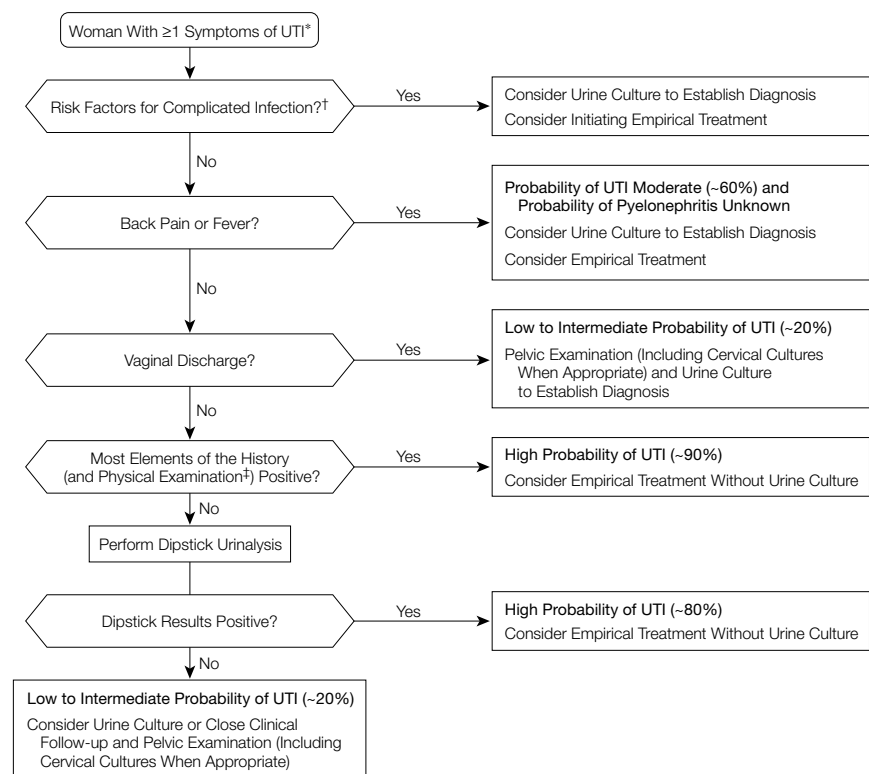 Woman With ≥1 Symptoms of UTI*
Risk Factors for Complicated Infection?†
Yes
Consider Urine Culture to Establish Diagnosis
Consider Initiating Empirical Treatment
No
Back Pain or Fever?
Yes
Probability of UTI Moderate (~60%) and
Probability of Pyelonephritis Unknown
Consider Urine Culture to Establish Diagnosis
Consider Empirical Treatment
No
Vaginal Discharge?
Yes
Low to Intermediate Probability of UTI (~20%)
Pelvic Examination (Including Cervical Cultures
When Appropriate) and Urine Culture
to Establish Diagnosis
No
Most Elements of the History
(and Physical Examination‡) Positive?
Yes
High Probability of UTI (~90%)
Consider Empirical Treatment Without Urine Culture
No
Perform Dipstick Urinalysis
Dipstick Results Positive?
Yes
High Probability of UTI (~80%)
Consider Empirical Treatment Without Urine Culture
No
Low to Intermediate Probability of UTI (~20%)
Consider Urine Culture or Close Clinical
Follow-up and Pelvic Examination (Including
Cervical Cultures When Appropriate)